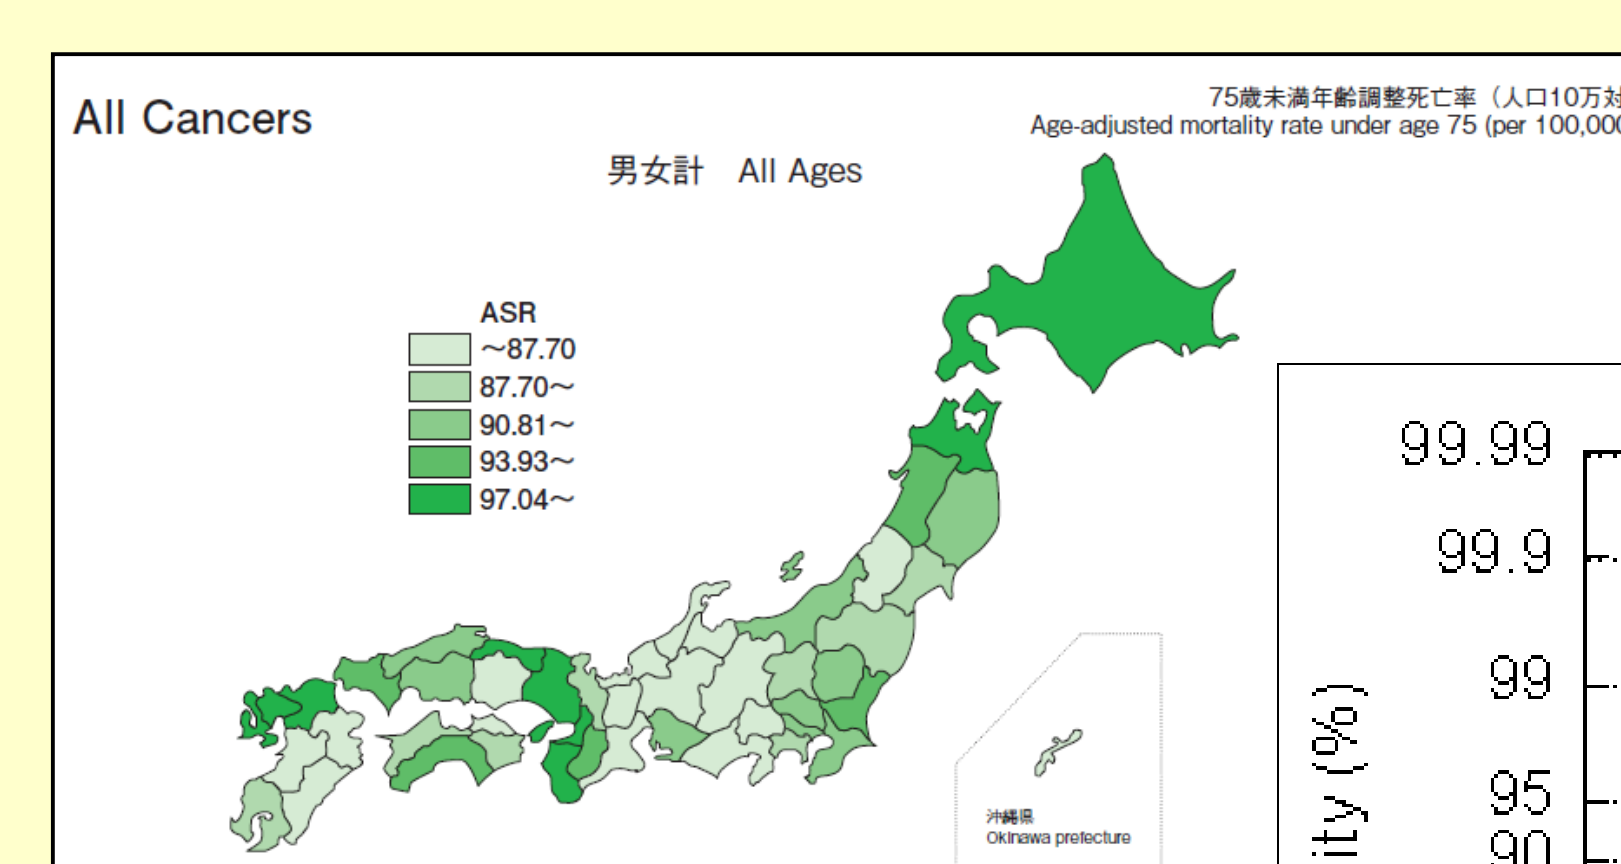 All Cancers
75歳未満年齢調整死亡率（人口10万対
Age-adjusted mortality rate under age 75 (per 100,000
男女計 All Ages
ASR
～87.70
87.70～
90.81～
93.93～
97.04～
沖縄県
Okinawa prefecture
99.99
99.9
99
95
90
ity (%)